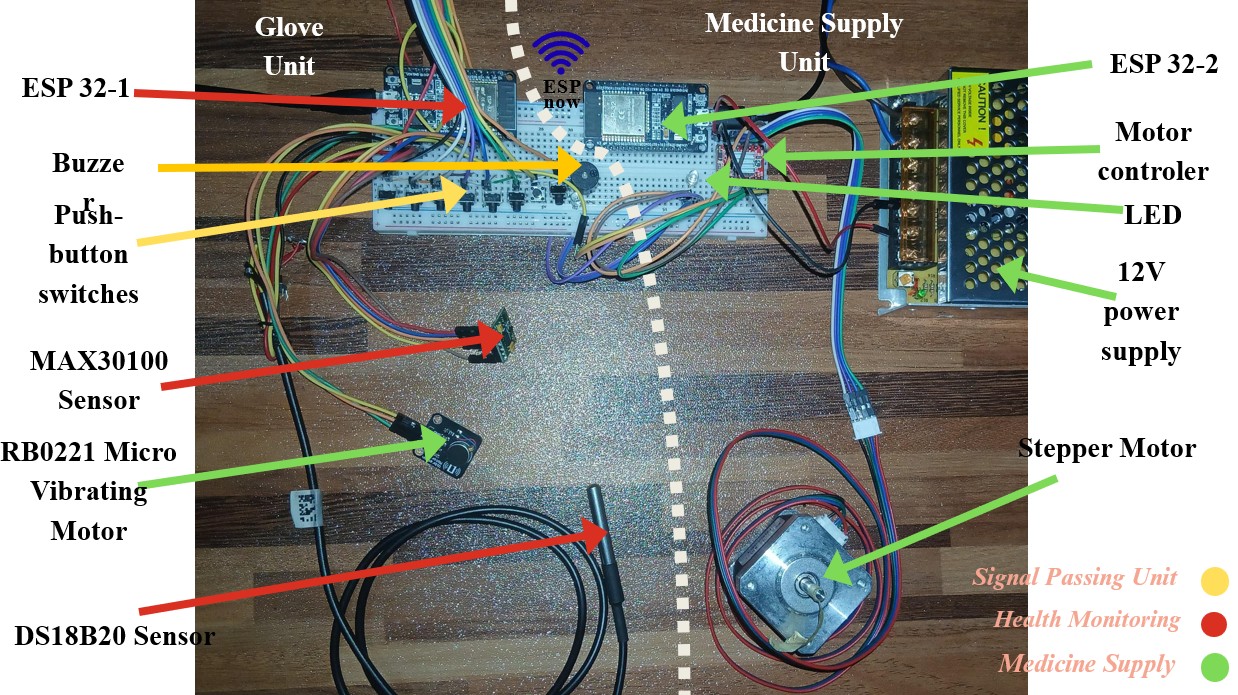 Glove
Unit
Medicine Supply
Unit
ESP
now
ESP 32-1
ESP 32-2
Buzze
r
Motor
controler
Push-
button
switches
LED
12V
power
supply
MAX30100
Sensor
RB0221 Micro
Vibrating
Motor
Stepper Motor
DS18B20 Sensor
Signal Passing Unit
Health Monitoring
Medicine Supply
CAUTION !